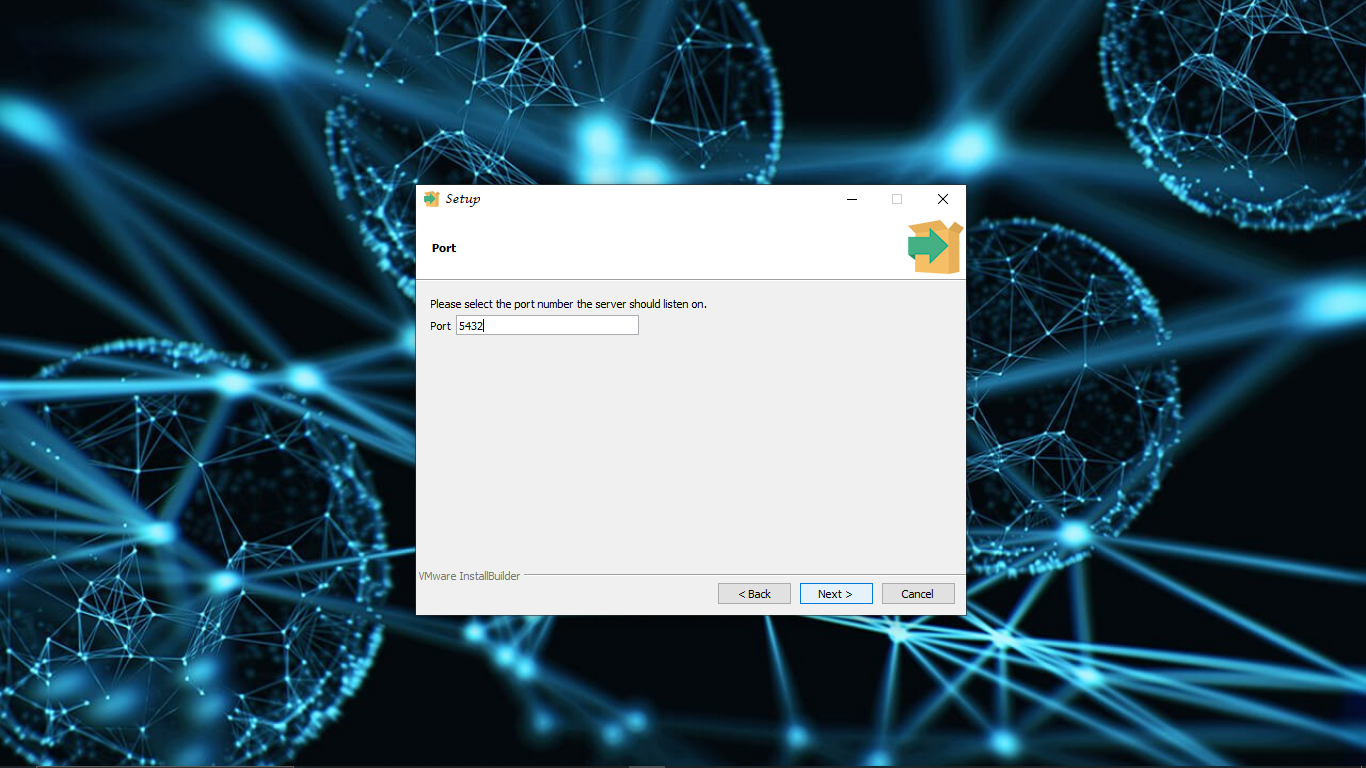 Setup
Port
Please select the port number the server should listen on.
Port 5432
VMware InstallBuilder
< Back Next > Cancel